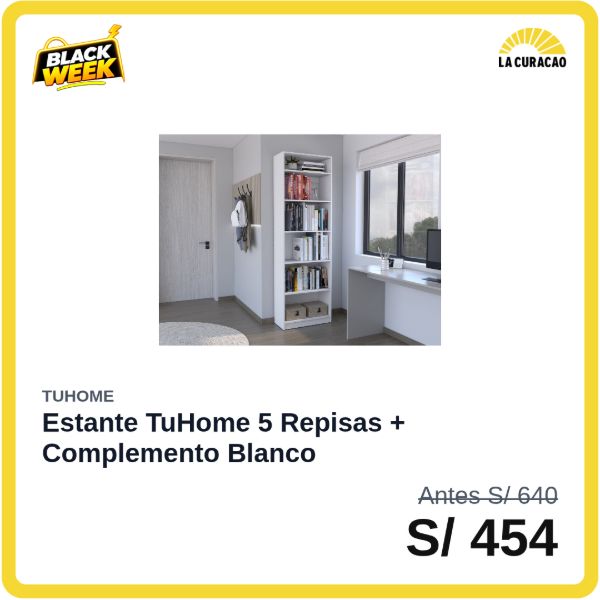 BLACK
WEEK
LA CURACAO
TUHOME
Estante TuHome 5 Repisas +
Complemento Blanco
Antes S/ 640
S/ 454